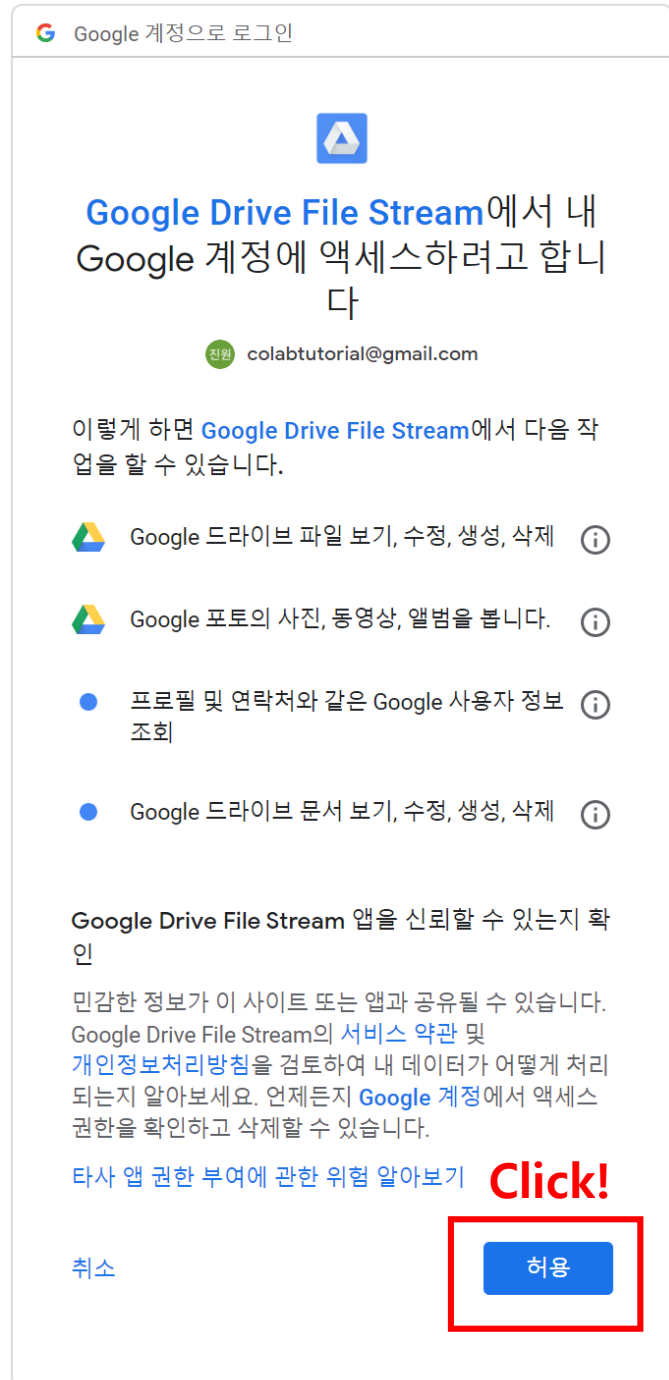 Google 계정으로 로그인
Google Drive File Stream에서 내
Google 계정에 액세스하려고 합니
다
진원 colabtutorial@gmail.com
이렇게 하면 Google Drive File Stream에서 다음 작
업을 할 수 있습니다.
Google 드라이브 파일 보기, 수정, 생성, 삭제
Google 포토의 사진, 동영상, 앨범을 봅니다.
프로필 및 연락처와 같은 Google 사용자 정보
조회
Google 드라이브 문서 보기, 수정, 생성, 삭제
Google Drive File Stream 앱을 신뢰할 수 있는지 확
인
민감한 정보가 이 사이트 또는 앱과 공유될 수 있습니다.
Google Drive File Stream의 서비스 약관 및
개인정보처리방침을 검토하여 내 데이터가 어떻게 처리
되는지 알아보세요. 언제든지 Google 계정에서 액세스
권한을 확인하고 삭제할 수 있습니다.
타사 앱 권한 부여에 관한 위험 알아보기
Click!
취소
허용